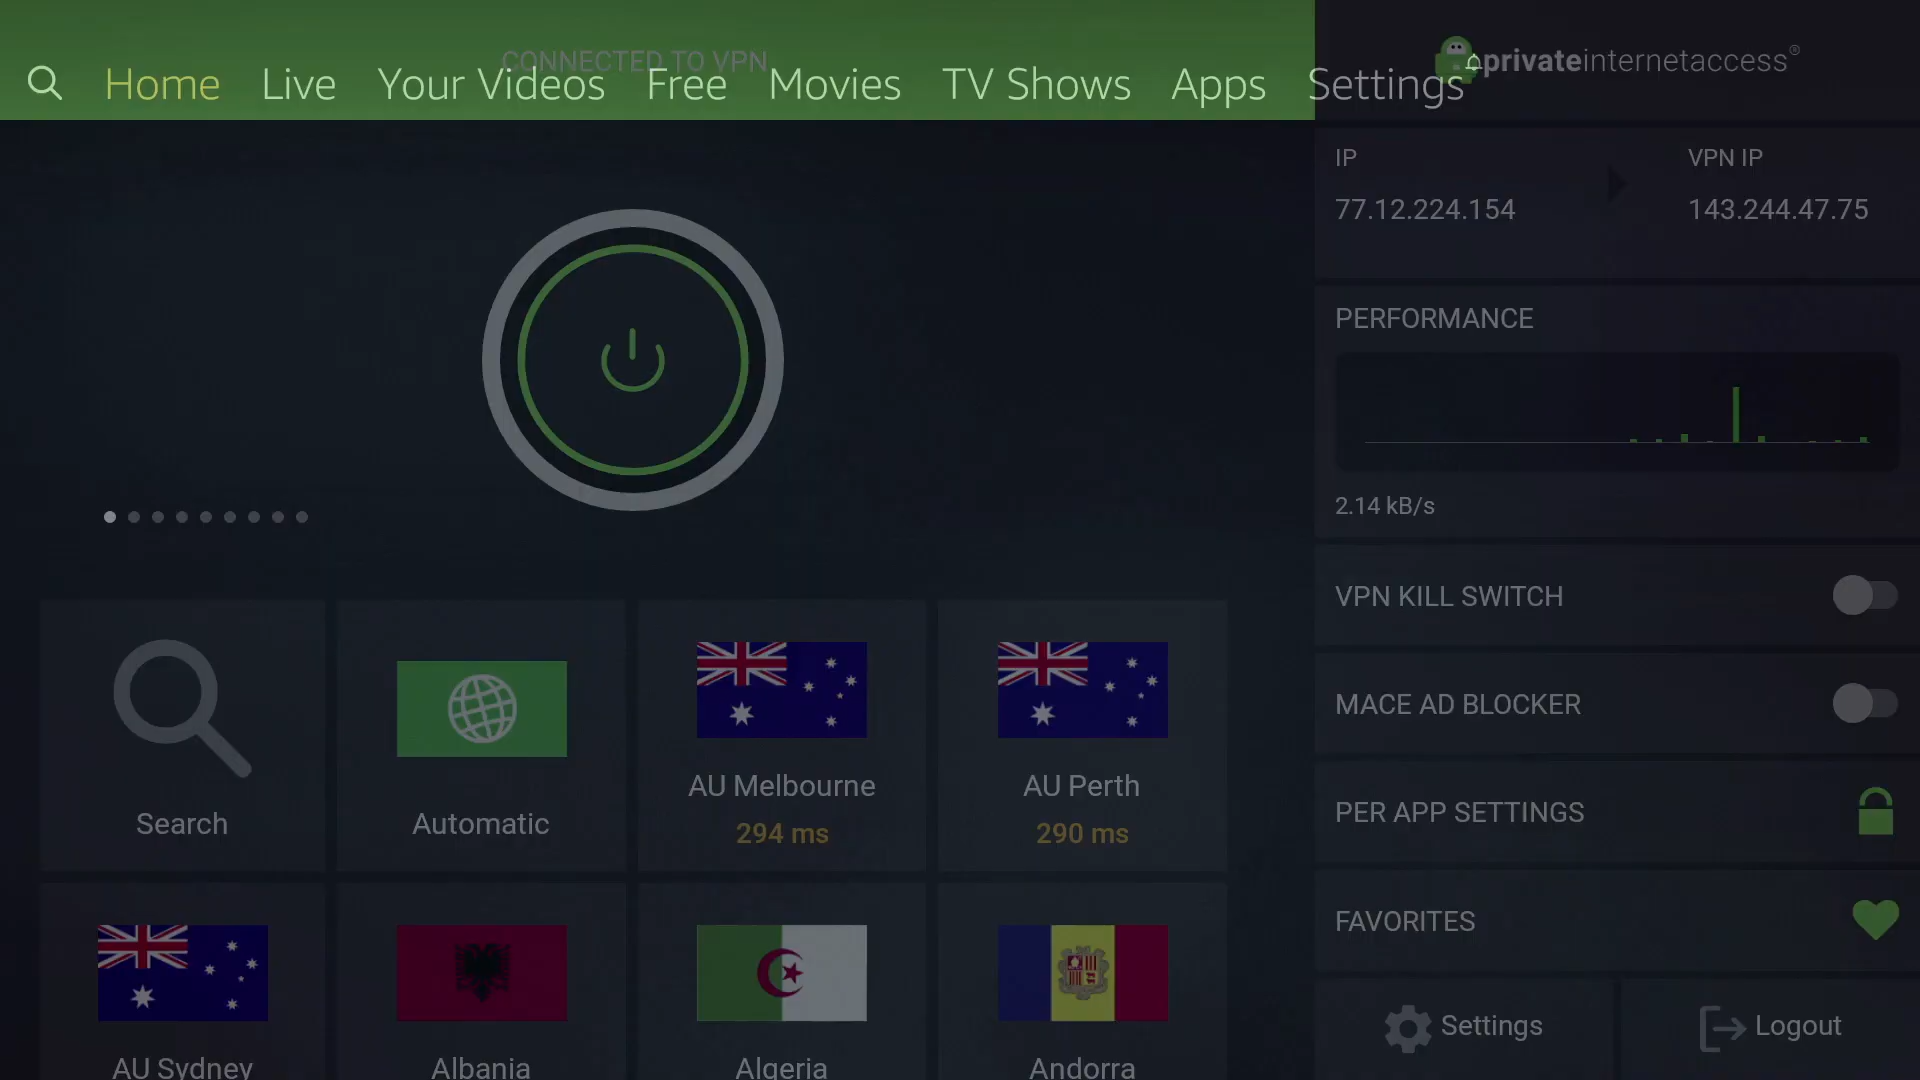 CONNECTED TO VPN
Home Live Your Videos Free Movies TV Shows Apps Settings
privateinternetaccess®
IP
VPN IP
77.12.224.154
143.244.47.75
PERFORMANCE
2.14 kB/s
VPN KILL SWITCH
MACE AD BLOCKER
PER APP SETTINGS
FAVORITES
Settings
Logout
Search
Automatic
AU Melbourne
294 ms
AU Perth
290 ms
AU Sydney
Albania
Algeria
Andorra